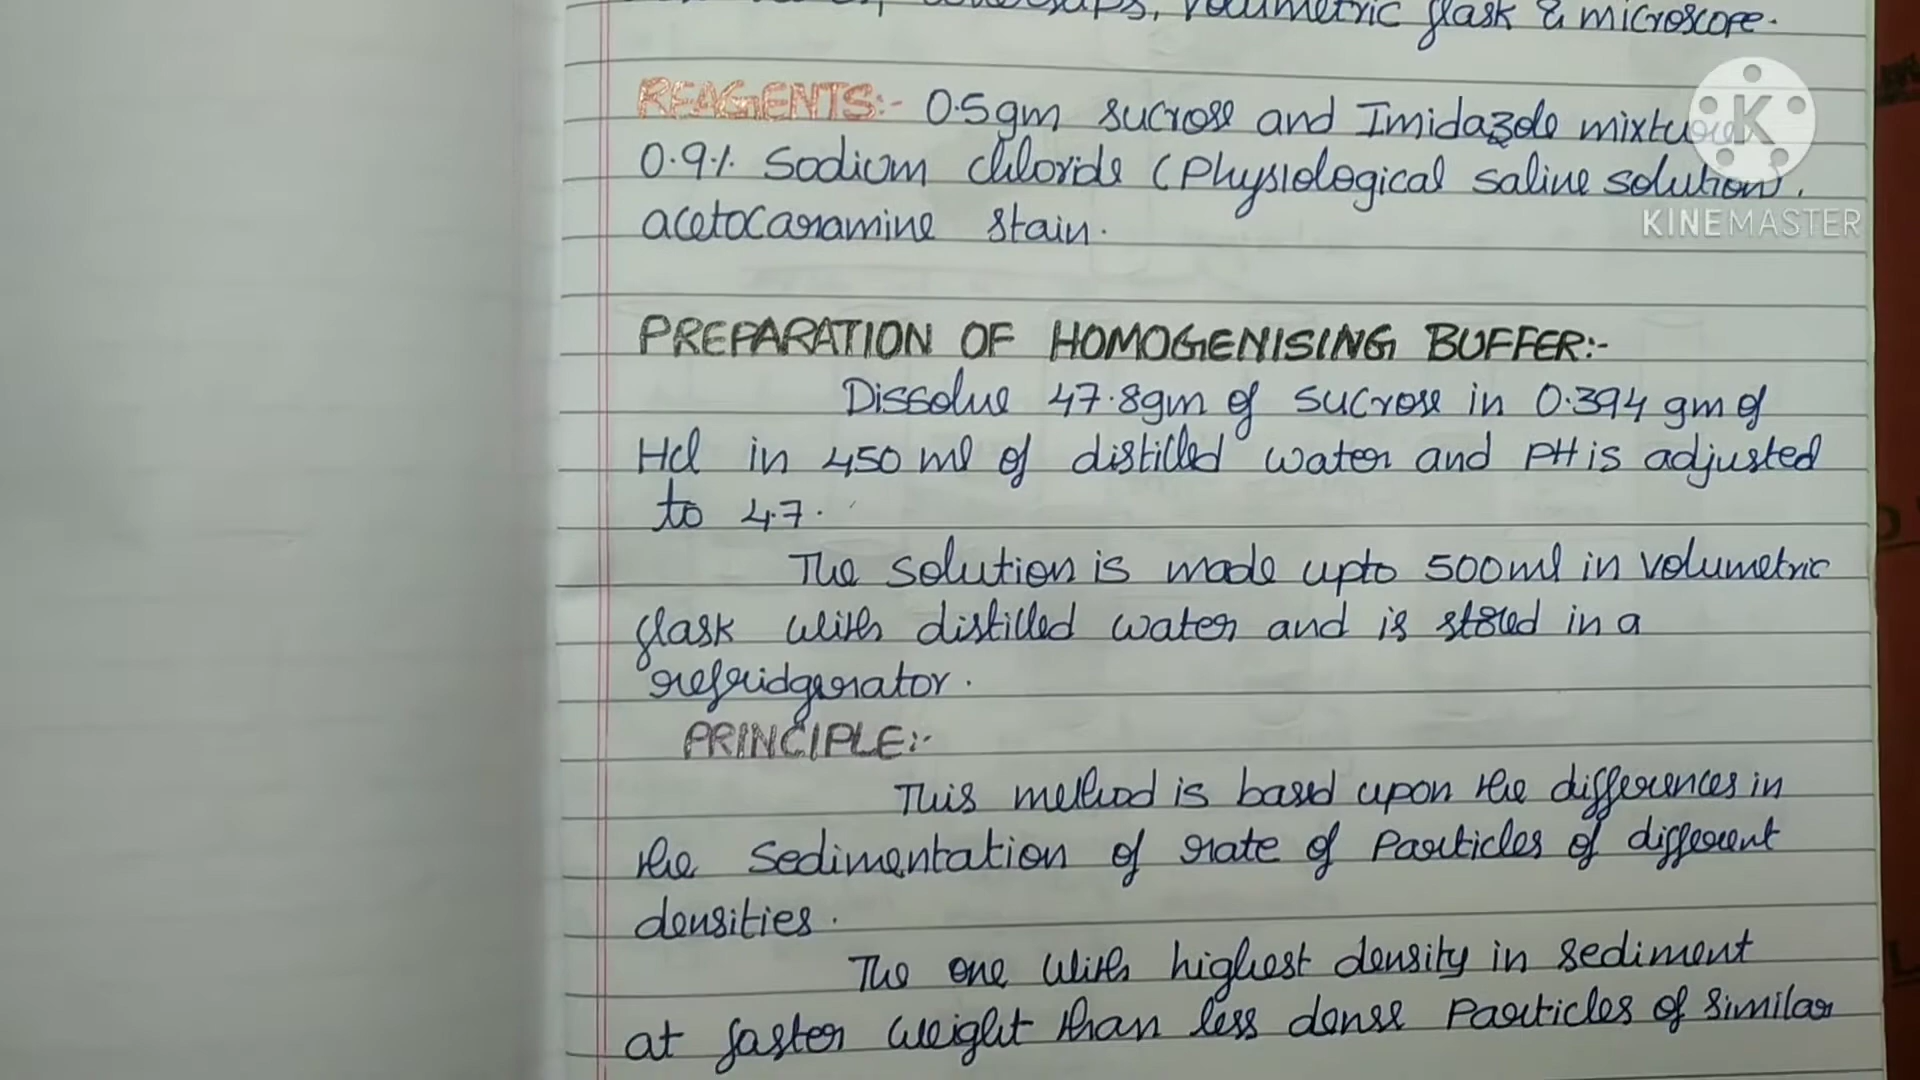 volumetric flask & microscope.
REAGENTS:- 0.5gm sucrose and Imidazole mixture
0.9% Sodium chloride (Physiological saline solution),
acetocaramine stain.
PREPARATION OF HOMOGENISING BUFFER:-
Dissolve 47.8gm of sucrose in 0.394 gm of
Hcl in 450 ml of distilled water and PH is adjusted
to 4.7.
The solution is made upto 500ml in volumetric
flask with distilled water and is stored in a
refridgerator.
PRINCIPLE:-
This method is based upon the differences in
the sedimentation of rate of Particles of different
densities.
The one with highest density in sediment
at faster weight than less dense Particles of similar
K
KINEMASTER